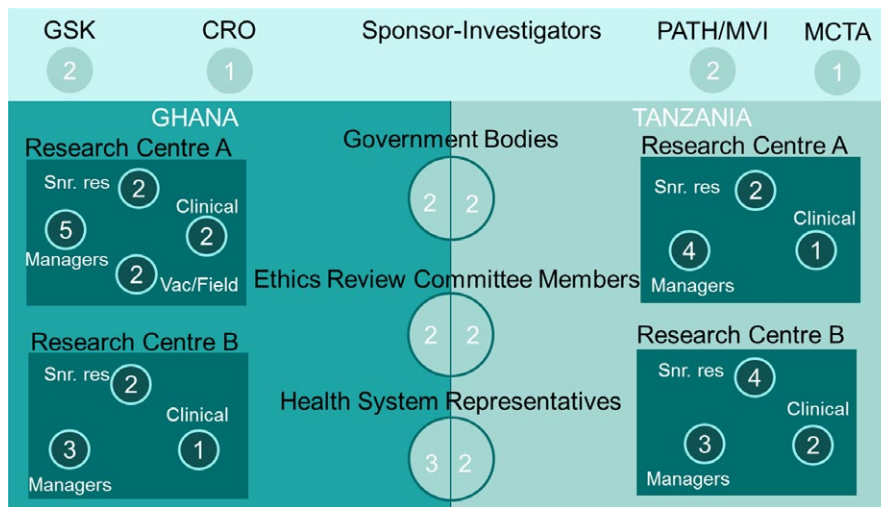 GSK
CRO
Sponsor-Investigators
PATH/MVI
MCTA
2
1
2
1
GHANA
TANZANIA
Research Centre A
Snr. res
2
Clinical
5
2
Managers
2
Vac/Field
Government Bodies
2 2
Research Centre A
Snr. res
2
Clinical
4
1
Managers
Ethics Review Committee Members
2 2
Research Centre B
Snr. res
2
Clinical
3
1
Managers
Health System Representatives
3 2
Research Centre B
Snr. res
4
Clinical
3
2
Managers